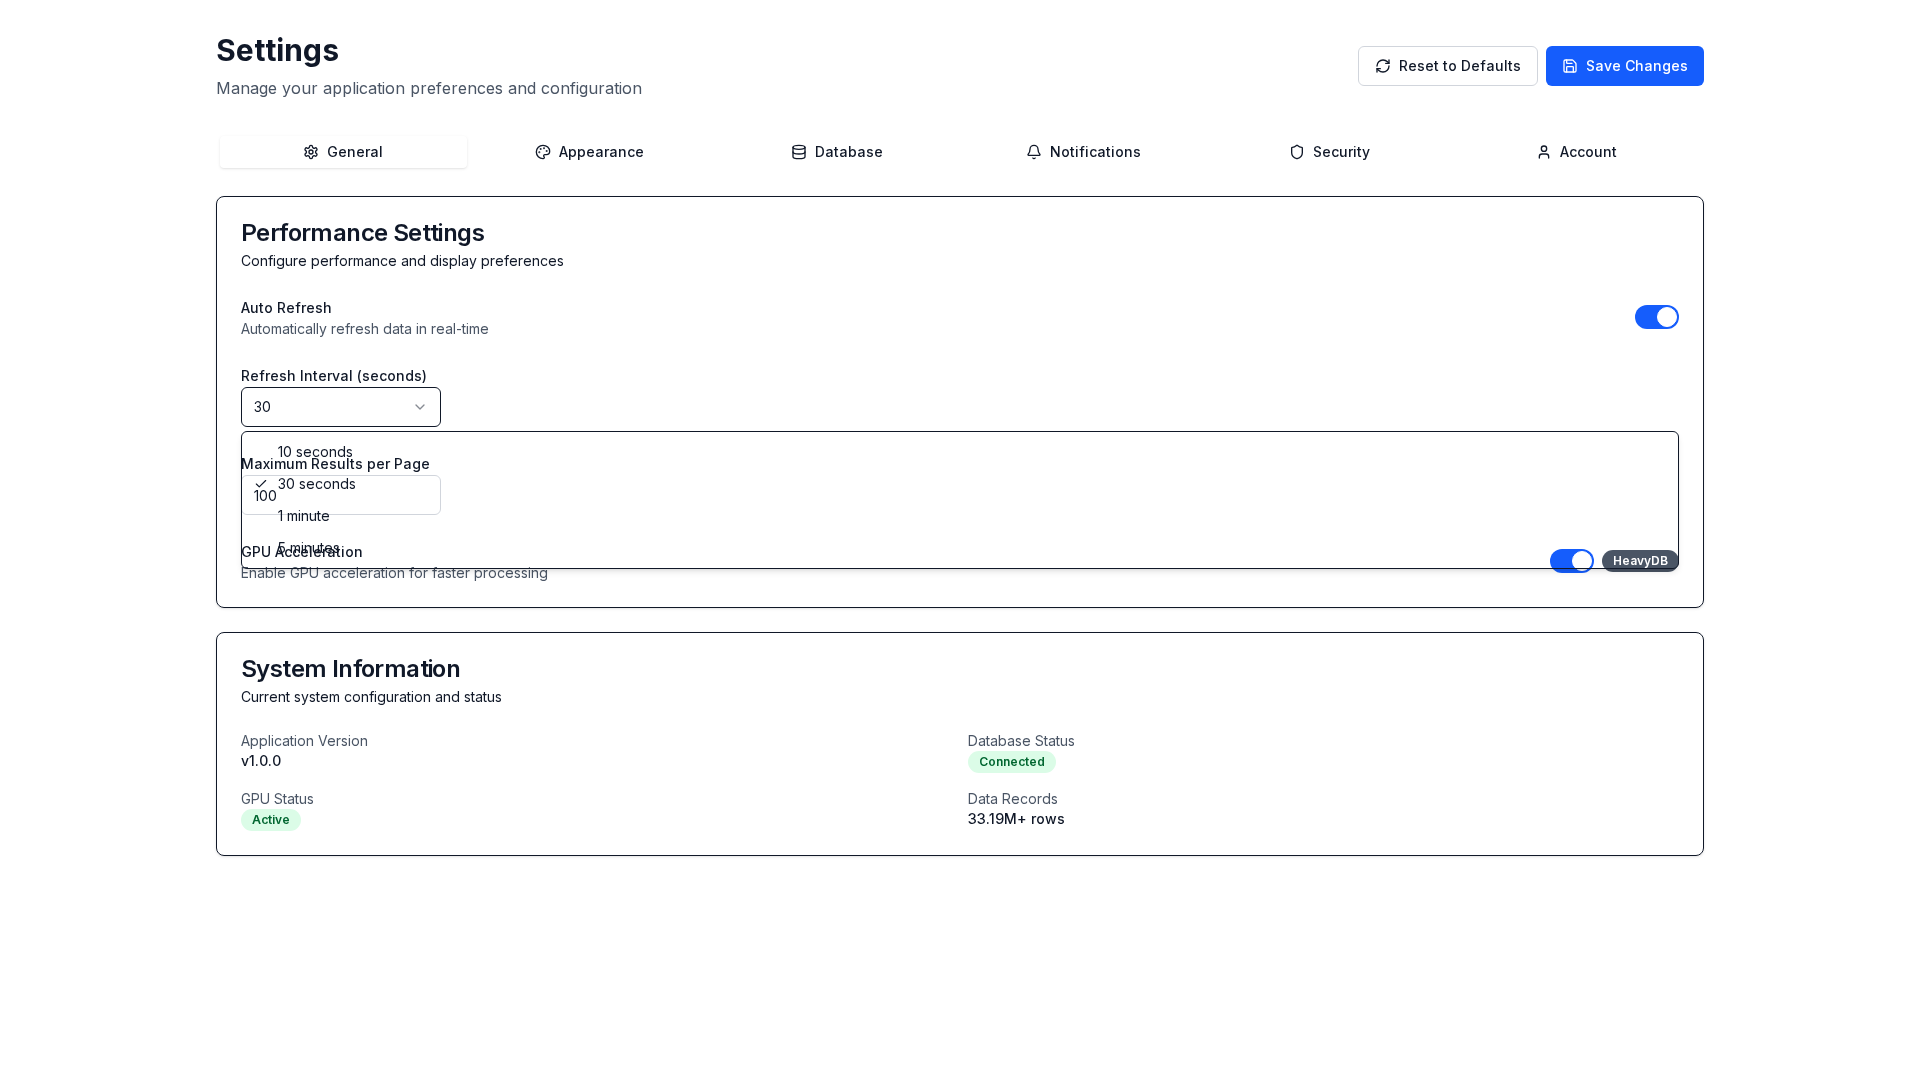 Settings
Manage your application preferences and configuration
Reset to Defaults
Save Changes
General
Appearance
Database
Notifications
Security
Account
Performance Settings
Configure performance and display preferences
Auto Refresh
Automatically refresh data in real-time
Refresh Interval (seconds)
30
10 seconds
Maximum Results per Page
30 seconds
100
1 minute
5 minutes
GPU Acceleration
HeavyDB
Enable GPU acceleration for faster processing
System Information
Current system configuration and status
Application Version
v1.0.0
Database Status
Connected
GPU Status
Active
Data Records
33.19M+ rows